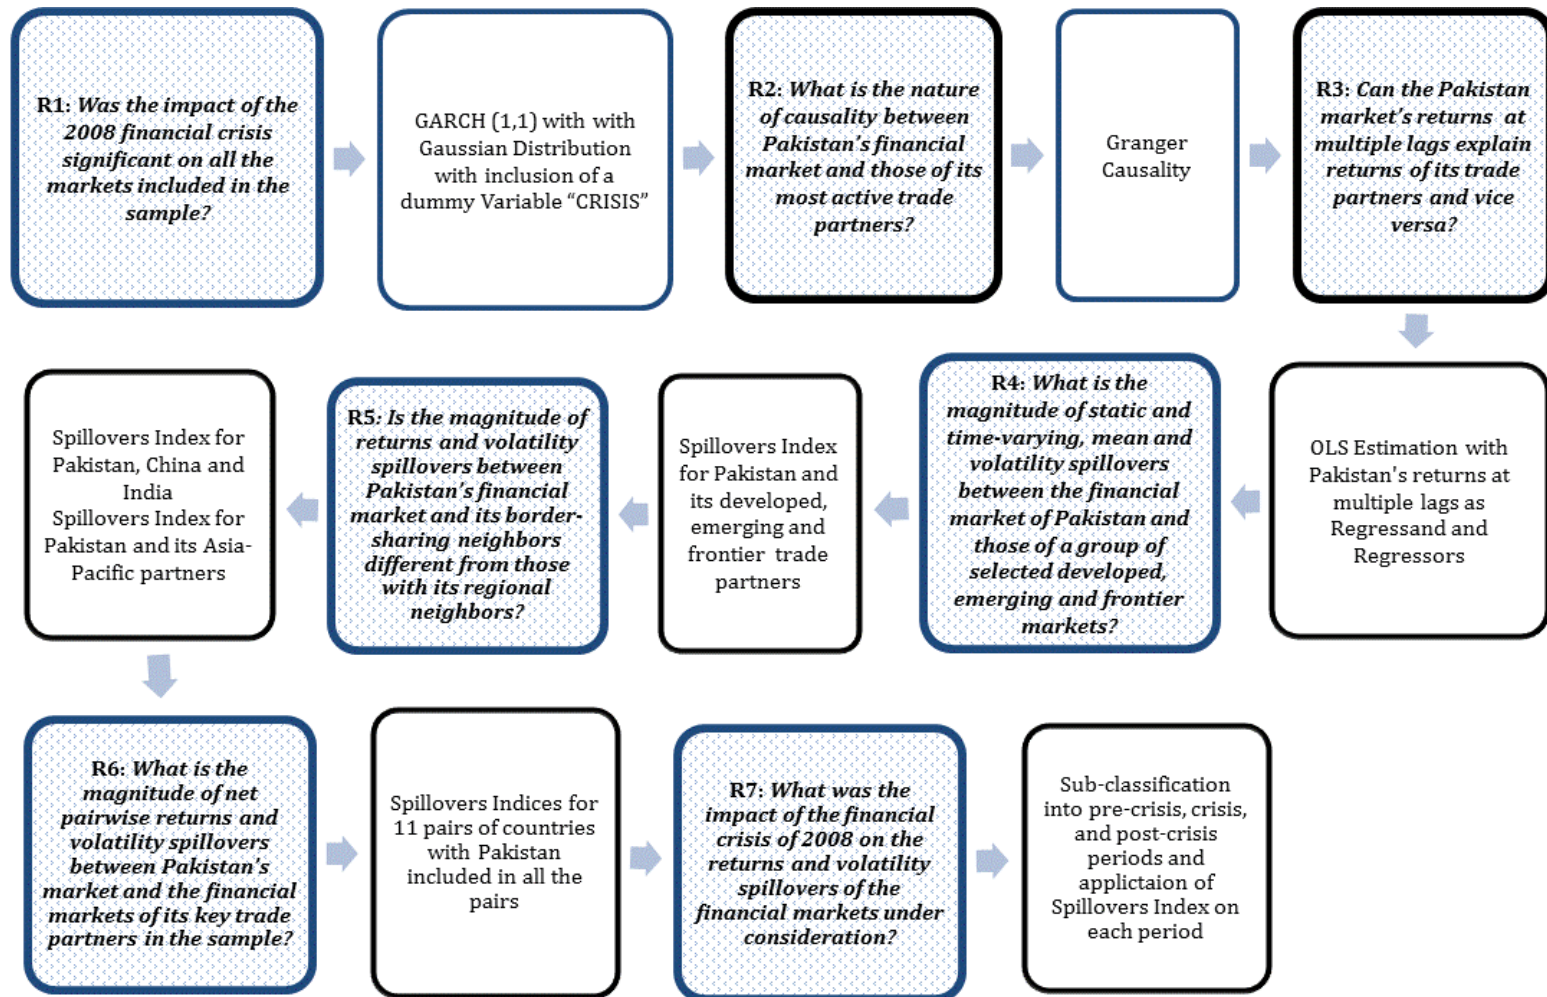 R1: Was the impact of the
2008 financial crisis
significant on all the
markets included in the
sample?
GARCH (1,1) with with
Gaussian Distribution
with inclusion of a
dummy Variable “CRISIS”
R2: What is the nature
of causality between
Pakistan’s financial
market and those of its
most active trade
partners?
Granger
Causality
R3: Can the Pakistan
market’s returns at
multiple lags explain
returns of its trade
partners and vice
versa?
OLS Estimation with
Pakistan's returns at
multiple lags as
Regressand and
Regressors
R4: What is the
magnitude of static and
time-varying, mean and
volatility spillovers
between the financial
market of Pakistan and
those of a group of
selected developed,
emerging and frontier
markets?
Spillovers Index
for Pakistan and
its developed,
emerging and
frontier trade
partners
R5: Is the magnitude of
returns and volatility
spillovers between
Pakistan’s financial
market and its border-
sharing neighbors
different from those
with its regional
neighbors?
Spillovers Index for
Pakistan, China and
India
Spillovers Index for
Pakistan and its Asia-
Pacific partners
R6: What is the
magnitude of net
pairwise returns and
volatility spillovers
between Pakistan’s
market and the financial
markets of its key trade
partners in the sample?
Spillovers Indices for
11 pairs of countries
with Pakistan
included in all the
pairs
R7: What was the
impact of the financial
crisis of 2008 on the
returns and volatility
spillovers of the
financial markets under
consideration?
Sub-classification
into pre-crisis, crisis,
and post-crisis
periods and
applictaion of
Spillovers Index on
each period